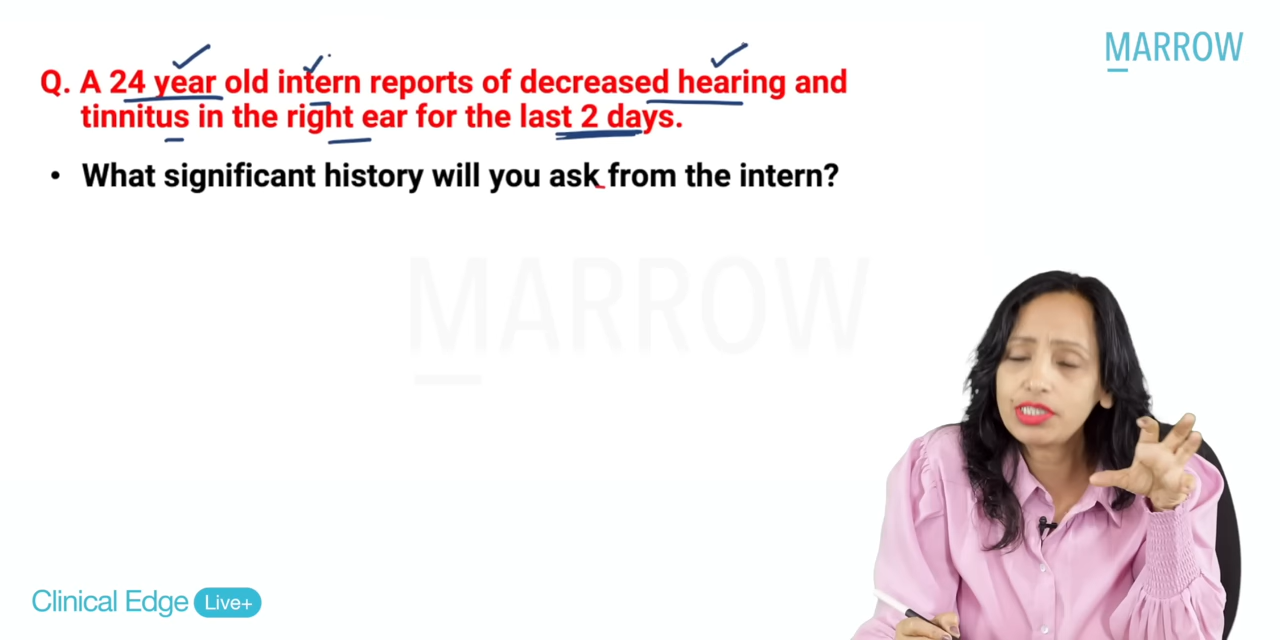 MARROW
Q. A 24 year old intern reports of decreased hearing and
tinnitus in the right ear for the last 2 days.
• What significant history will you ask from the intern?
MARROW
Clinical Edge Live+